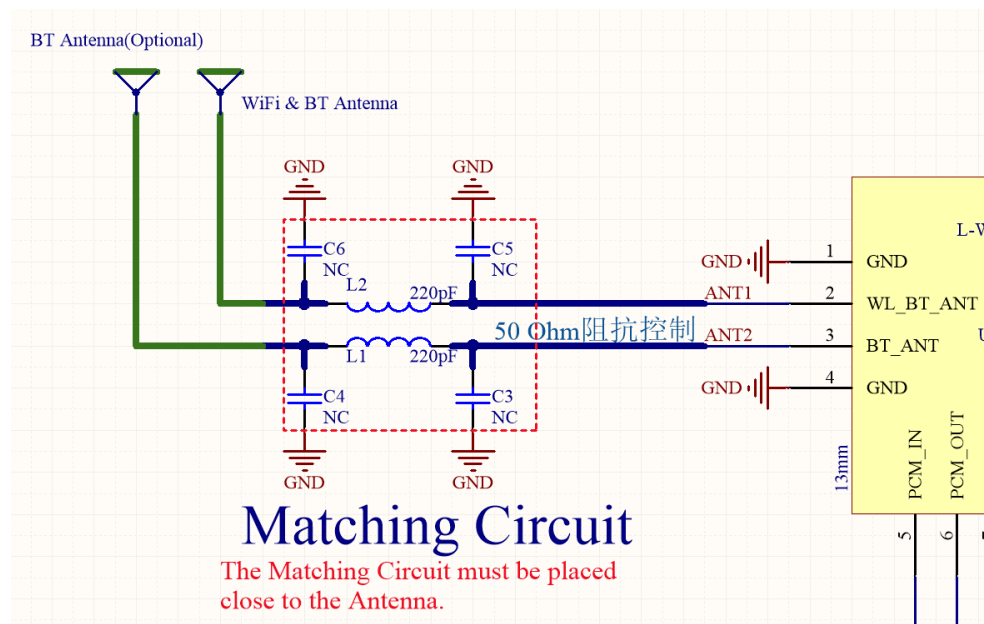 BT Antenna(Optional)
WiFi & BT Antenna
GND
GND
C6
NC
C5
NC
L2
220pF
GND
1
GND
ANT1
2
WL_BT_ANT
50 Ohm阻抗控制
L1
220pF
ANT2
3
BT_ANT
GND
4
GND
C4
NC
C3
NC
GND
GND
L-W
U
13mm
PCM_IN
PCM_OUT
5
6
Matching Circuit
The Matching Circuit must be placed
close to the Antenna.